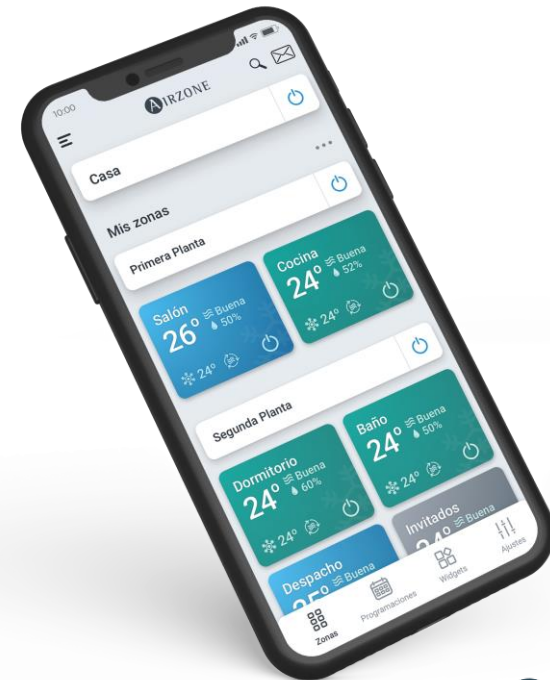 10:00
AIRZONE
Casa
Mis zonas
Primera Planta
Salón
26° Buena
50%
24°
Cocina
24° Buena
52%
24°
Segunda Planta
Dormitorio
24° Buena
60%
24°
Baño
24° Buena
50%
24°
Despacho
25° Buena
Invitados
24° Buena
Zonas
Programaciones
Widgets
Ajustes